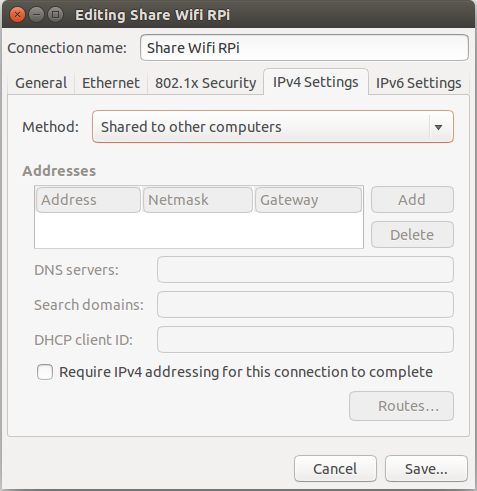 Editing Share Wifi RPi
Connection name: Share Wifi RPi
General Ethernet 802.1x Security IPv4 Settings IPv6 Settings
Method: Shared to other computers
Addresses
Address Netmask Gateway Add
Delete
DNS servers:
Search domains:
DHCP client ID:
Require IPv4 addressing for this connection to complete
Routes...
Cancel Save...